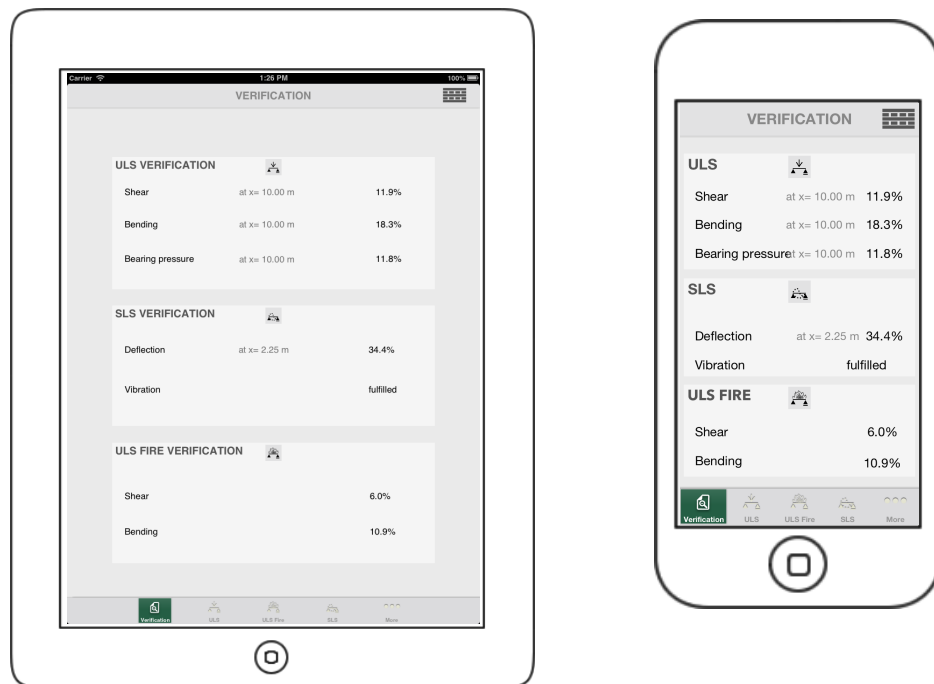 Carrier 1:26 PM 100%
VERIFICATION
ULS VERIFICATION
Shear at x= 10.00 m 11.9%
Bending at x= 10.00 m 18.3%
Bearing pressure at x= 10.00 m 11.8%
SLS VERIFICATION
Deflection at x= 2.25 m 34.4%
Vibration fulfilled
ULS FIRE VERIFICATION
Shear 6.0%
Bending 10.9%
Verification ULS ULS Fire SLS More
VERIFICATION
ULS
Shear at x= 10.00 m 11.9%
Bending at x= 10.00 m 18.3%
Bearing pressure at x= 10.00 m 11.8%
SLS
Deflection at x= 2.25 m 34.4%
Vibration fulfilled
ULS FIRE
Shear 6.0%
Bending 10.9%
Verification ULS ULS Fire SLS More